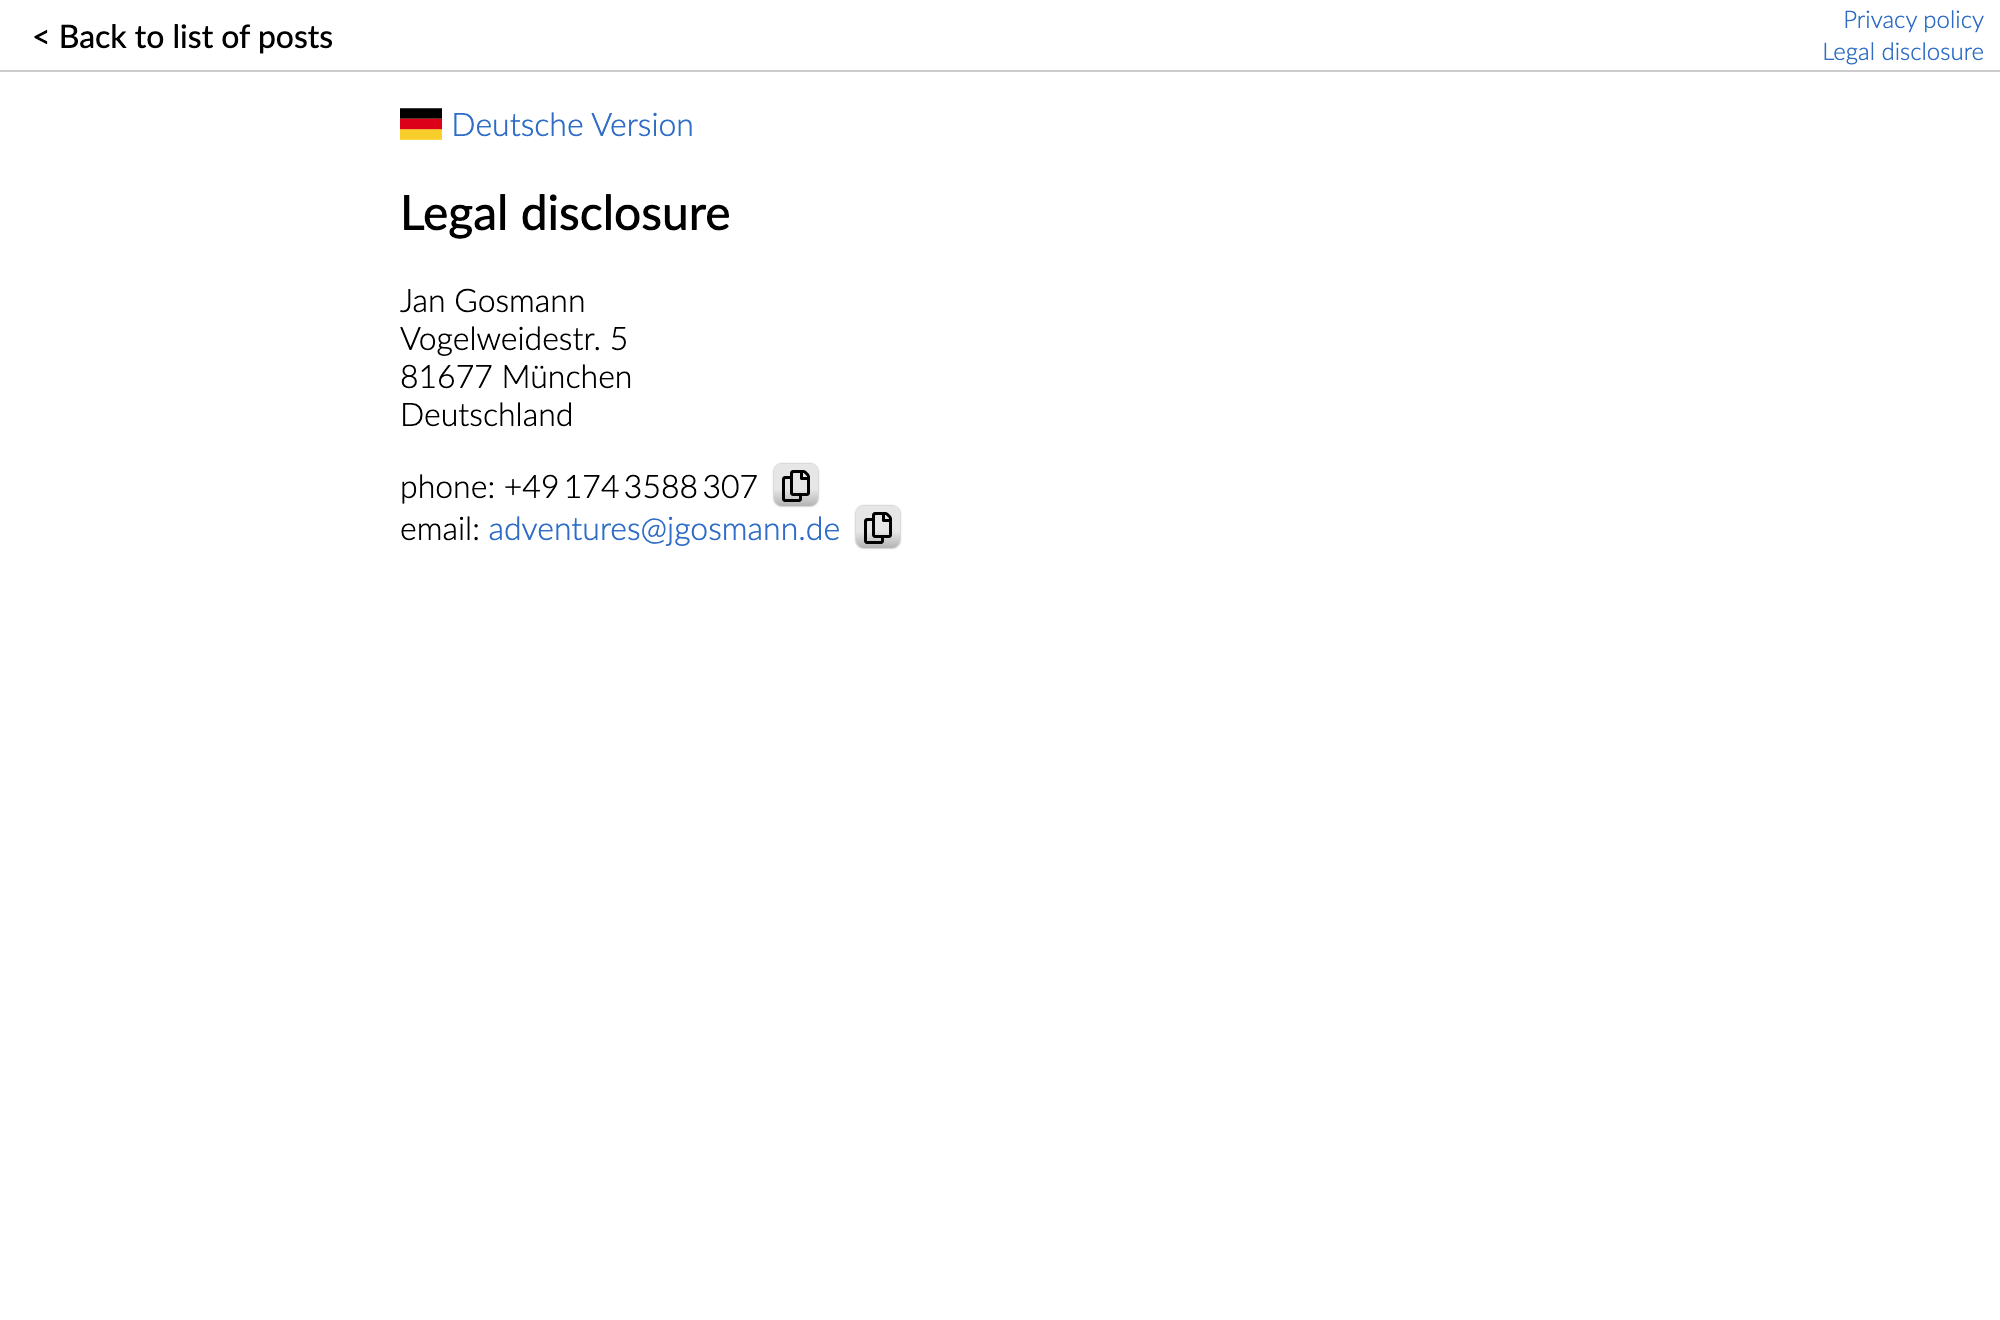 < Back to list of posts
Privacy policy
Legal disclosure
Deutsche Version
Legal disclosure
Jan Gosmann
Vogelweidestr. 5
81677 München
Deutschland
phone: +49 174 3588 307
email: adventures@jgosmann.de